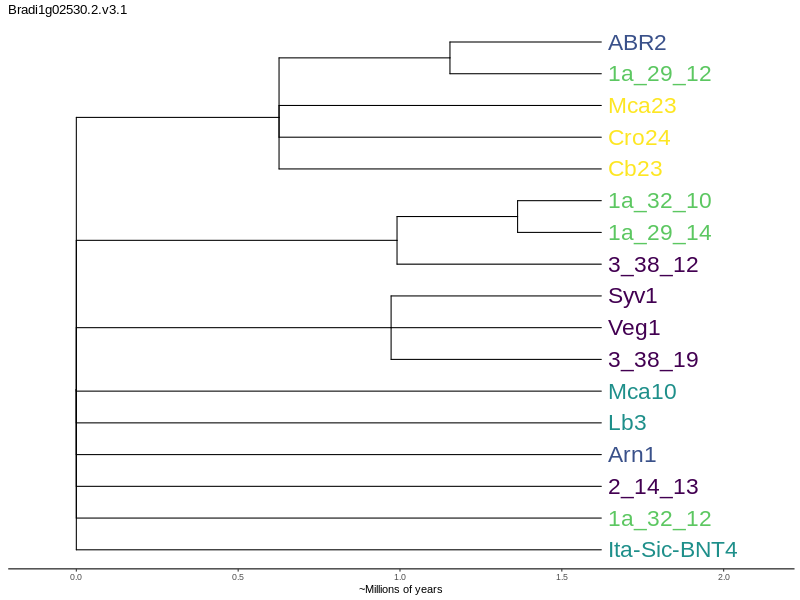 Bradi1g02530.2.v3.1
ABR2
1a_29_12
Mca23
Cro24
Cb23
1a_32_10
1a_29_14
3_38_12
Syv1
Veg1
3_38_19
Mca10
Lb3
Arn1
2_14_13
1a_32_12
Ita-Sic-BNT4
0.0 0.5 1.0 1.5 2.0
~Millions of years